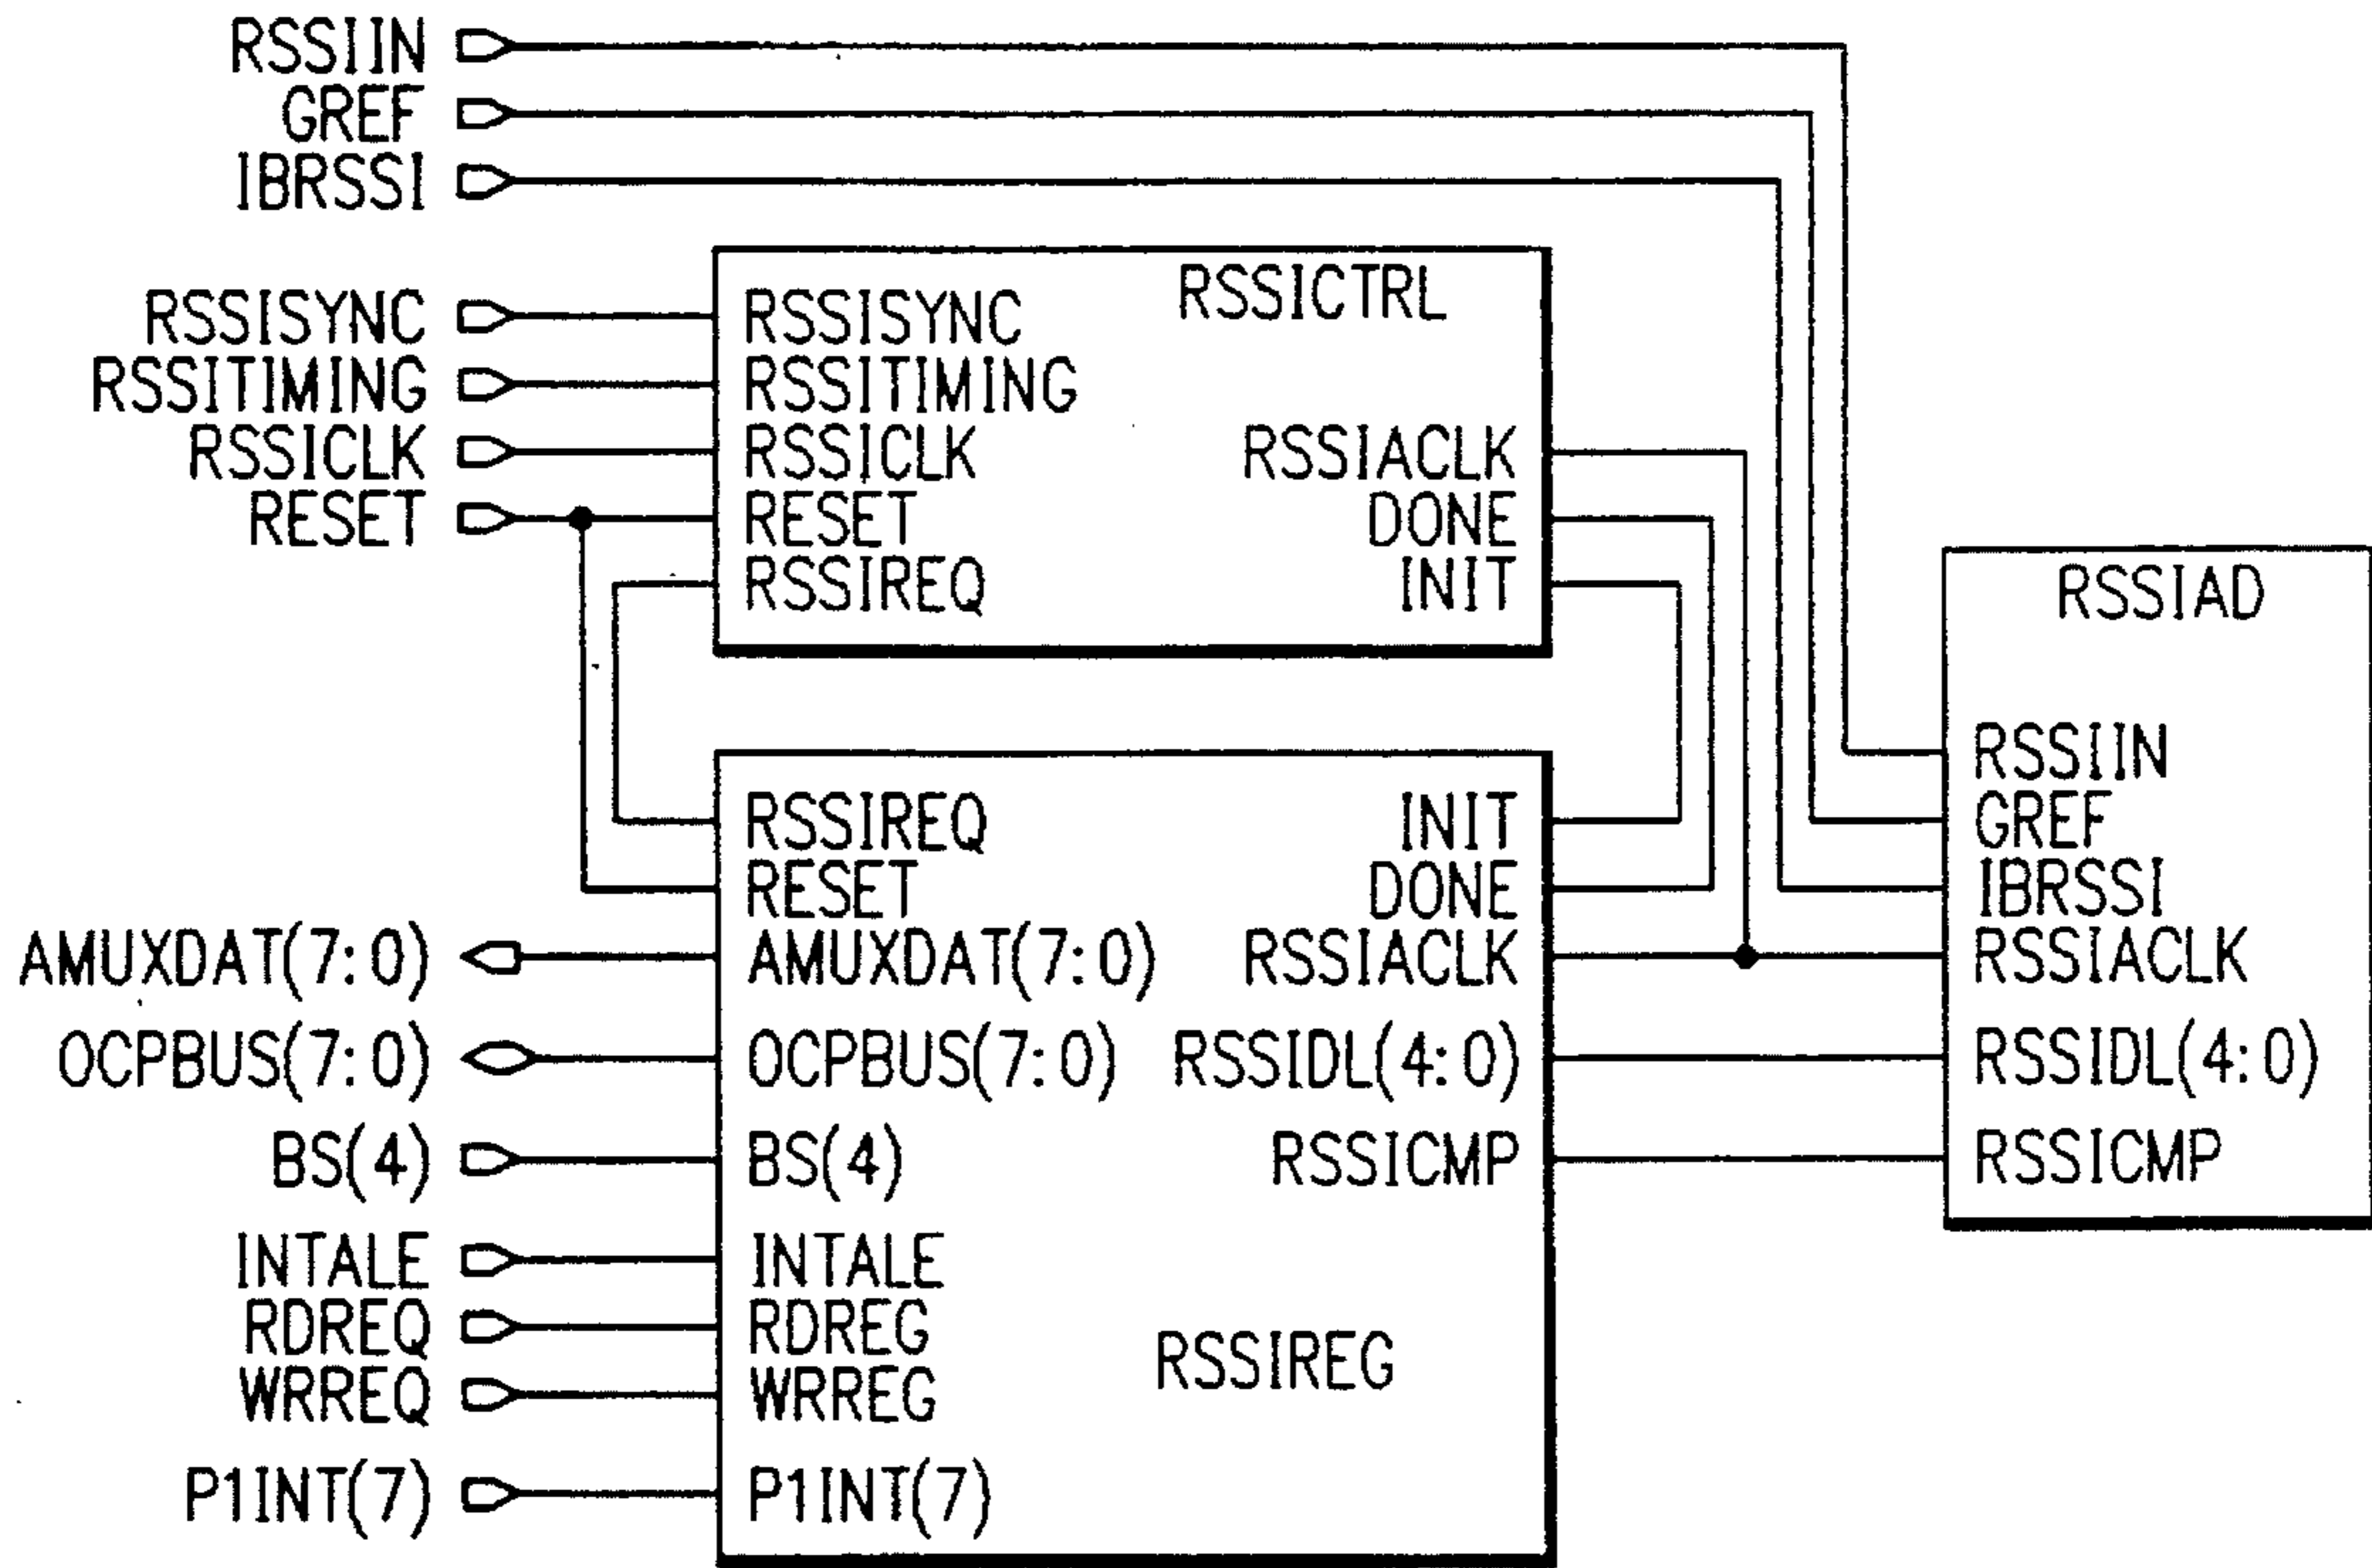 RSSIIN
GREF
IBRSSI
RSSICTRL
RSSISYNC RSSISYNC
RSSITIMING RSSITIMING
RSSICLK RSSICLK RSSIACLK
RESET RESET DONE
RSSIREQ INIT
RSSIAD
RSSIIN
RSSIREQ INIT GREF
RESET DONE IBRSSI
AMUXDAT(7:0) AMUXDAT(7:0) RSSIACLK RSSIACLK
OCPBUS(7:0) OCPBUS(7:0) RSSIDL(4:0) RSSIDL(4:0)
BS(4) BS(4) RSSICMP RSSICMP
INTALE INTALE
RDREQ RDREG
RSSIREG
WRREQ WRREG
P1INT(7) P1INT(7)